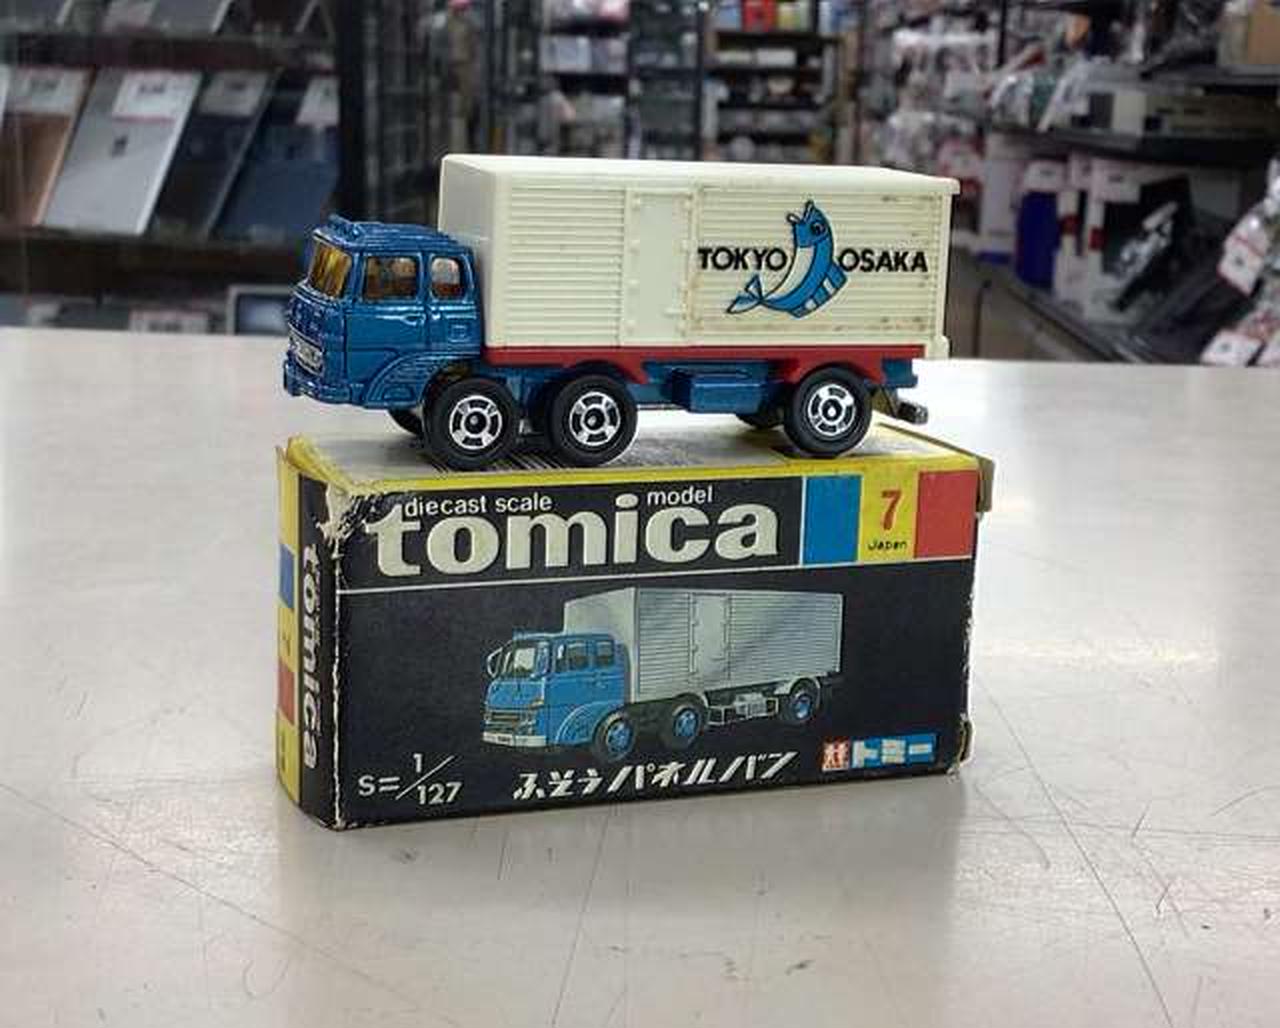 TOKYO OSAKA
diecast scale model
tomica
7
Japan
tomica
S=1/127
ふそうパネルバン
トミー